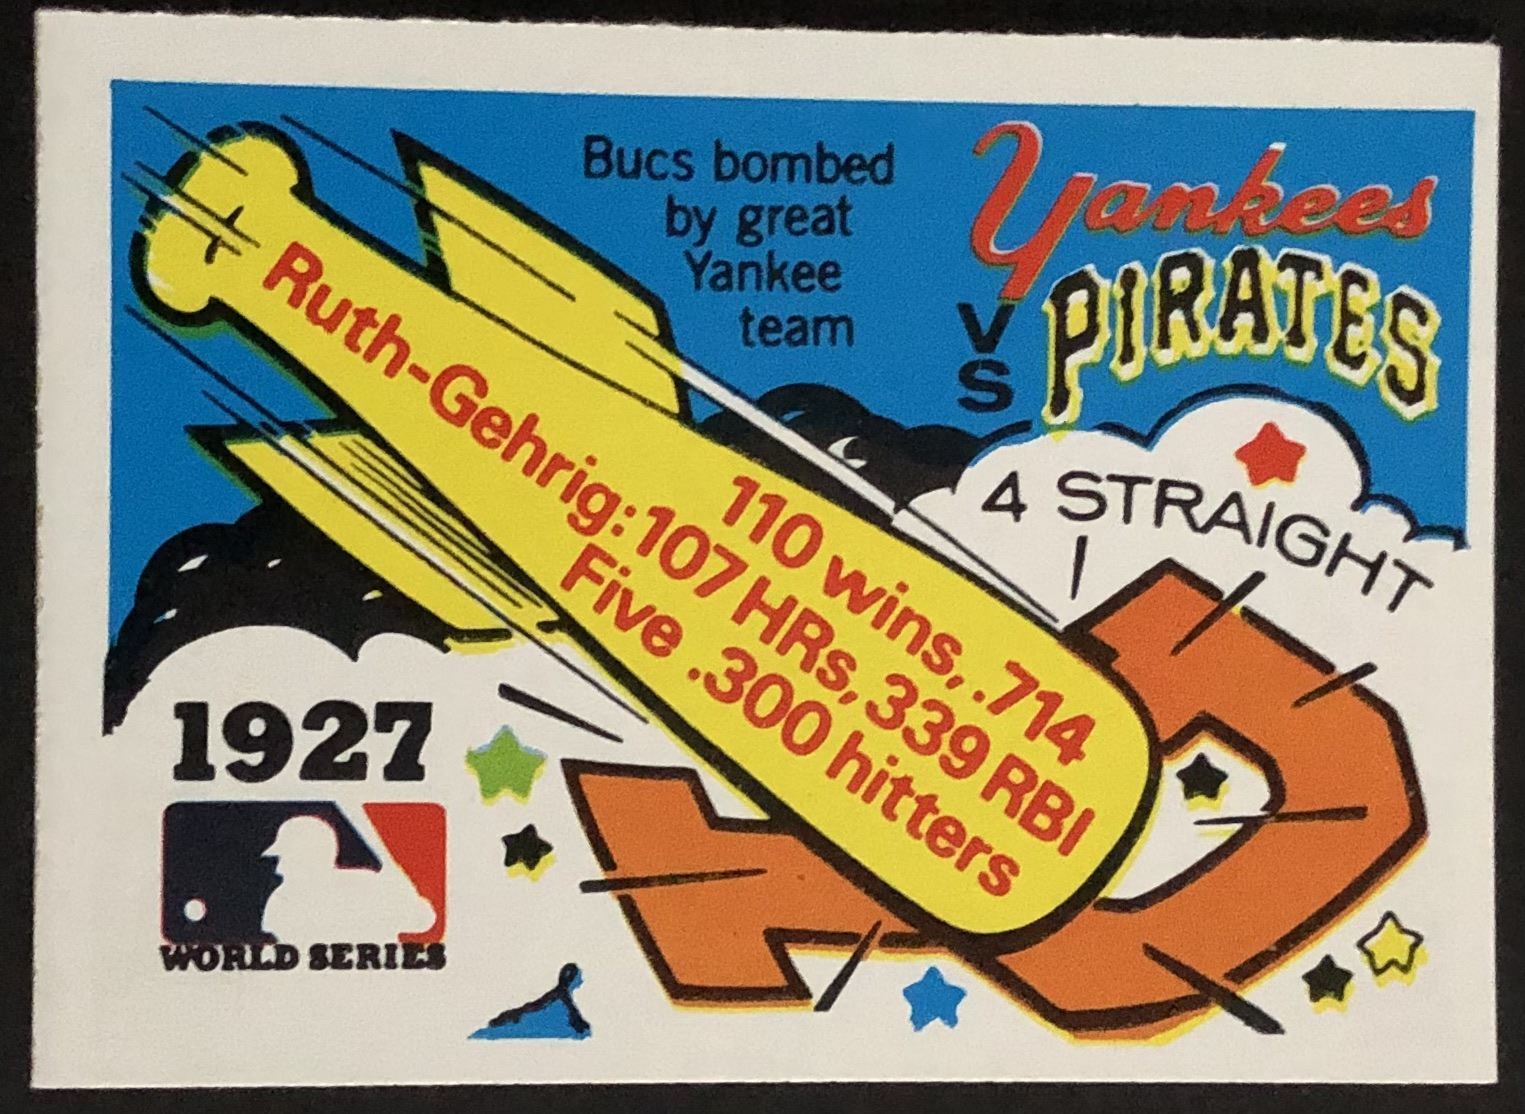 Bucs bombed
by great
Yankee
team
Yankees
VS
PIRATES
4 STRAIGHT
110 wins, .714
Ruth-Gehrig: 107 HRs, 339 RBI
Five .300 hitters
1927
WORLD SERIES